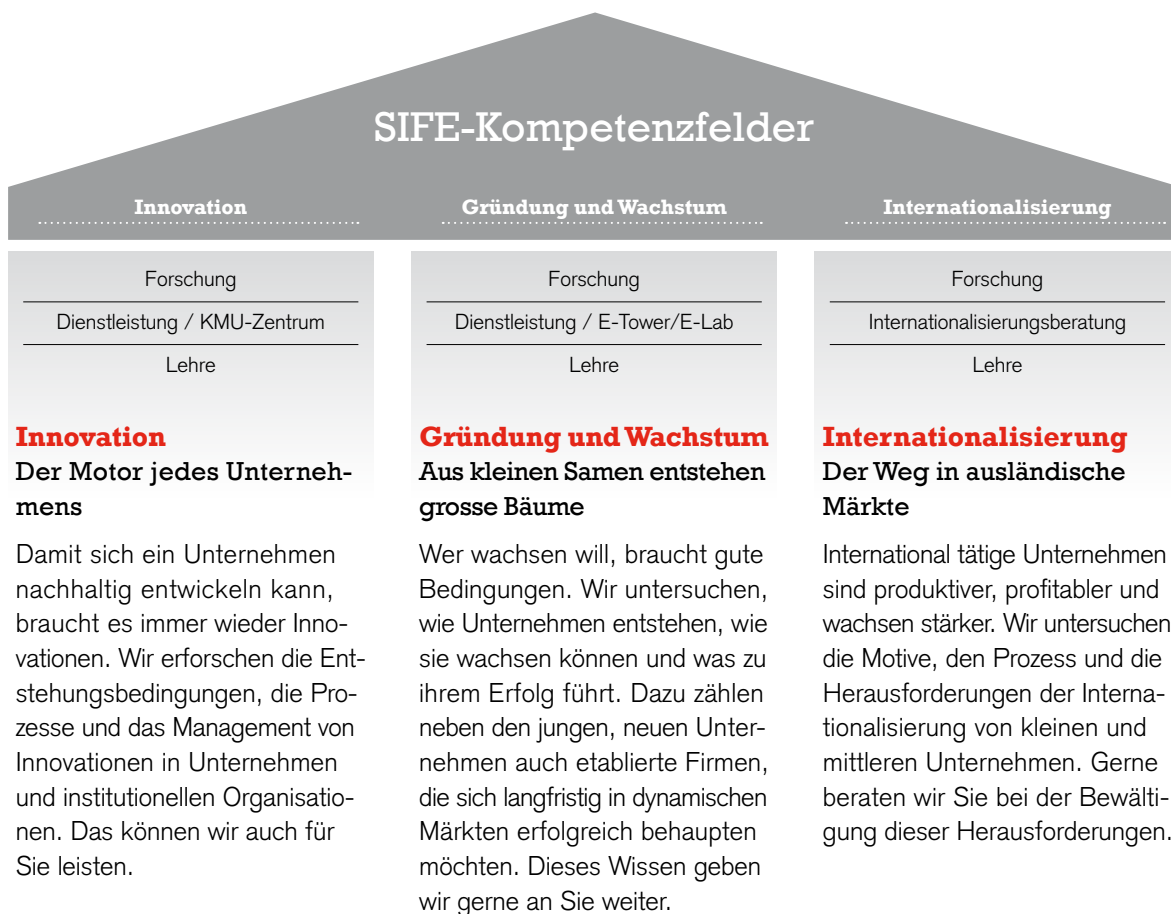 SIFE-Kompetenzfelder
Innovation
Gründung und Wachstum
Internationalisierung
Forschung
Dienstleistung / KMU-Zentrum
Lehre
Forschung
Dienstleistung / E-Tower/E-Lab
Lehre
Forschung
Internationalisierungsberatung
Lehre
Innovation
Der Motor jedes Unterneh-
mens
Damit sich ein Unternehmen
nachhaltig entwickeln kann,
braucht es immer wieder Inno-
vationen. Wir erforschen die Ent-
stehungsbedingungen, die Pro-
zesse und das Management von
Innovationen in Unternehmen
und institutionellen Organisatio-
nen. Das können wir auch für
Sie leisten.
Gründung und Wachstum
Aus kleinen Samen entstehen
grosse Bäume
Wer wachsen will, braucht gute
Bedingungen. Wir untersuchen,
wie Unternehmen entstehen, wie
sie wachsen können und was zu
ihrem Erfolg führt. Dazu zählen
neben den jungen, neuen Unter-
nehmen auch etablierte Firmen,
die sich langfristig in dynamischen
Märkten erfolgreich behaupten
möchten. Dieses Wissen geben
wir gerne an Sie weiter.
Internationalisierung
Der Weg in ausländische
Märkte
International tätige Unternehmen
sind produktiver, profitabler und
wachsen stärker. Wir untersuchen
die Motive, den Prozess und die
Herausforderungen der Interna-
tionalisierung von kleinen und
mittleren Unternehmen. Gerne
beraten wir Sie bei der Bewälti-
gung dieser Herausforderungen.